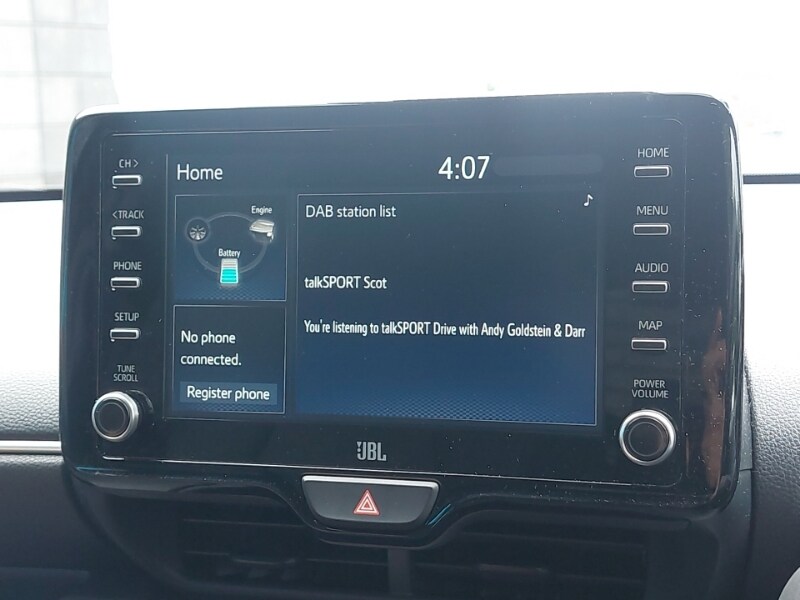 CH >
< TRACK
PHONE
SETUP
TUNE
SCROLL
Home
4:07
Engine
Battery
No phone
connected.
Register phone
DAB station list
talkSPORT Scot
You're listening to talkSPORT Drive with Andy Goldstein & Darr
HOME
MENU
AUDIO
MAP
POWER
VOLUME
JBL